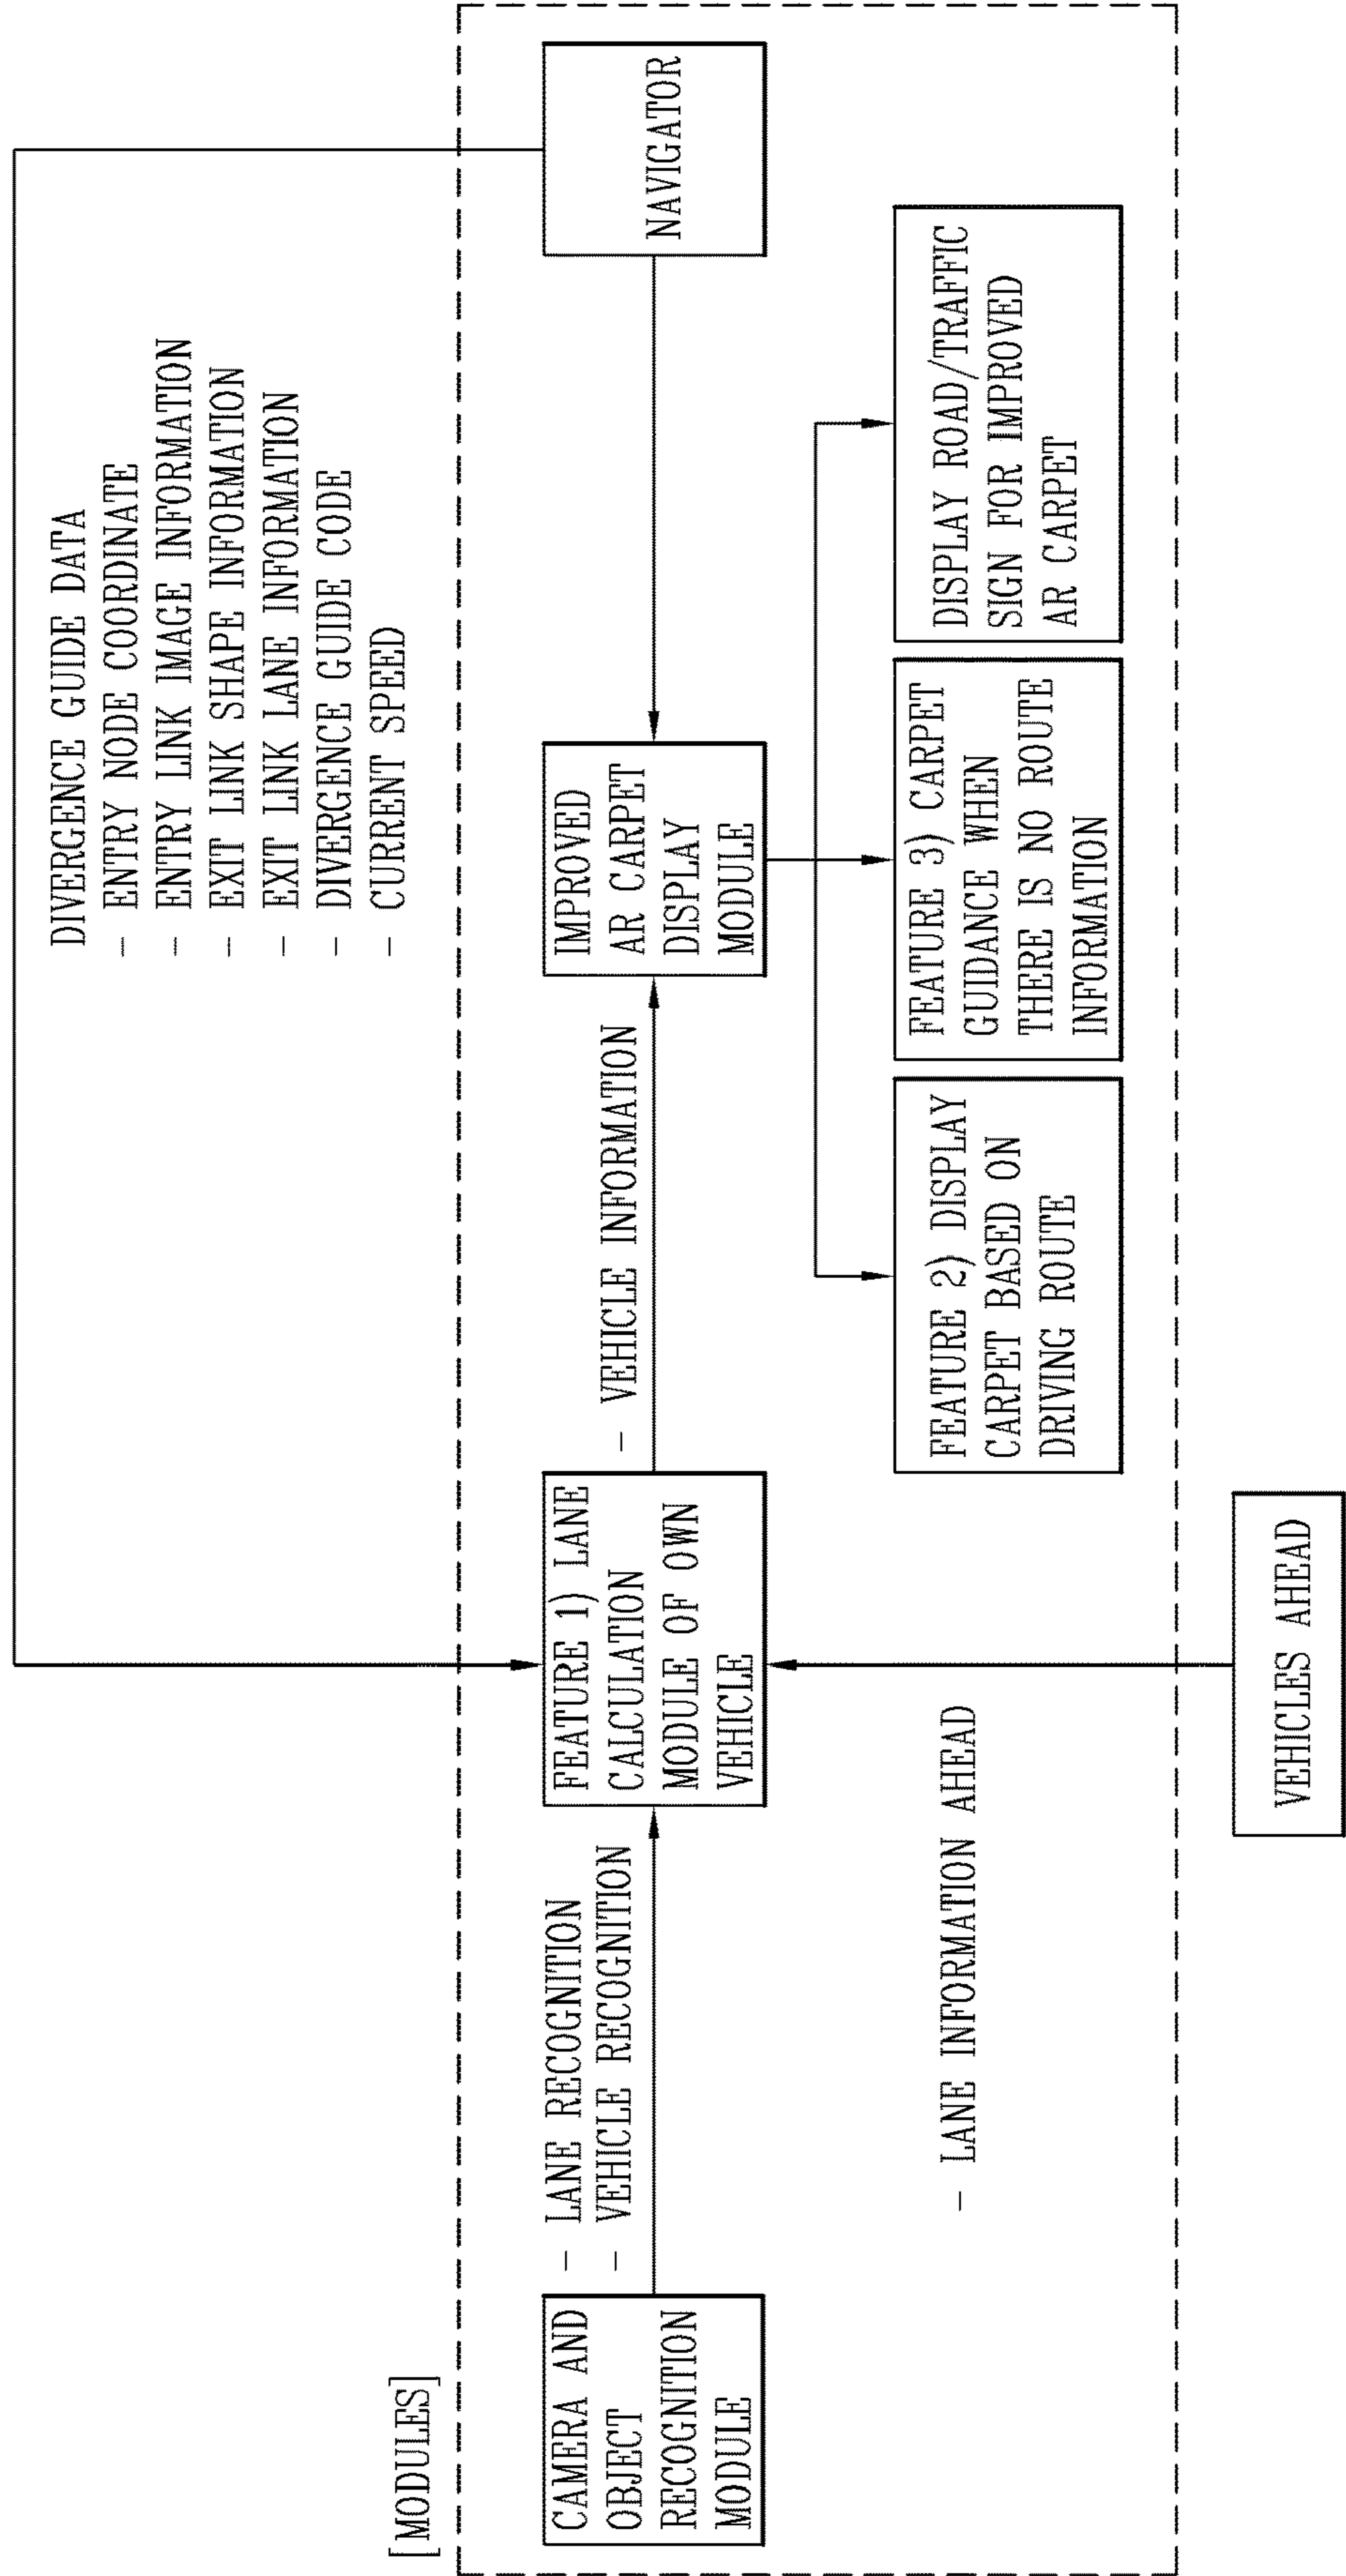 DIVERGENCE GUIDE DATA
- ENTRY NODE COORDINATE
- ENTRY LINK IMAGE INFORMATION
- EXIT LINK SHAPE INFORMATION
- EXIT LINK LANE INFORMATION
- DIVERGENCE GUIDE CODE
- CURRENT SPEED
[MODULES]
CAMERA AND
OBJECT
RECOGNITION
MODULE
- LANE RECOGNITION
- VEHICLE RECOGNITION
FEATURE 1) LANE
CALCULATION
MODULE OF OWN
VEHICLE
- VEHICLE INFORMATION
IMPROVED
AR CARPET
DISPLAY
MODULE
NAVIGATOR
- LANE INFORMATION AHEAD
FEATURE 2) DISPLAY
CARPET BASED ON
DRIVING ROUTE
FEATURE 3) CARPET
GUIDANCE WHEN
THERE IS NO ROUTE
INFORMATION
DISPLAY ROAD/TRAFFIC
SIGN FOR IMPROVED
AR CARPET
VEHICLES AHEAD